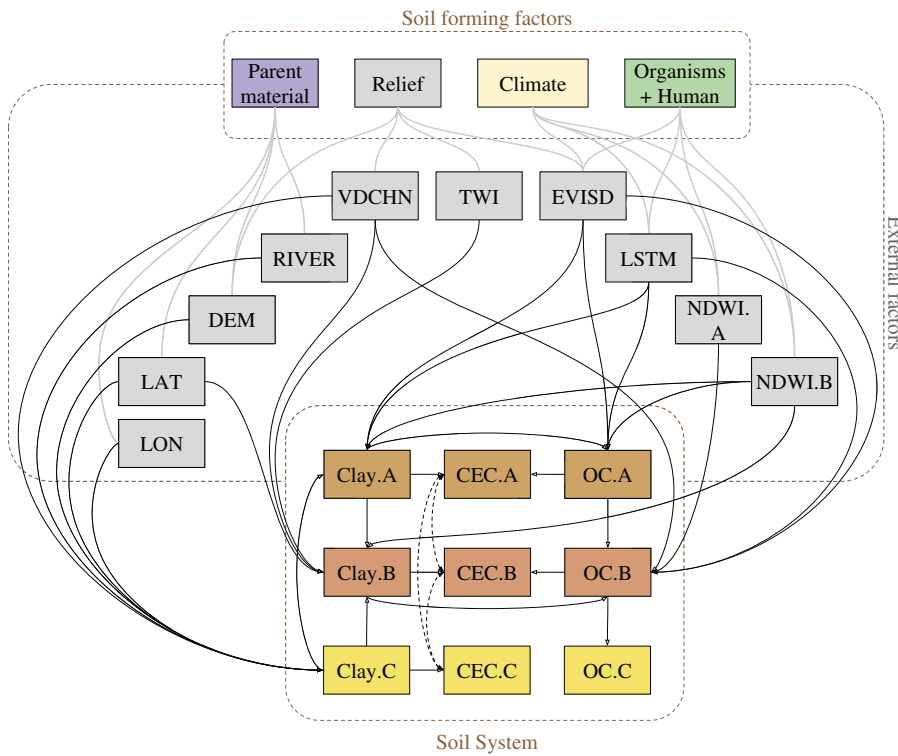 Soil forming factors
Parent
material
Relief
Climate
Organisms
+ Human
VDCHN
TWI
EVISD
External factors
RIVER
LSTM
DEM
NDWI.
A
LAT
NDWI.B
LON
Clay.A
CEC.A
OC.A
Clay.B
CEC.B
OC.B
Clay.C
CEC.C
OC.C
Soil System